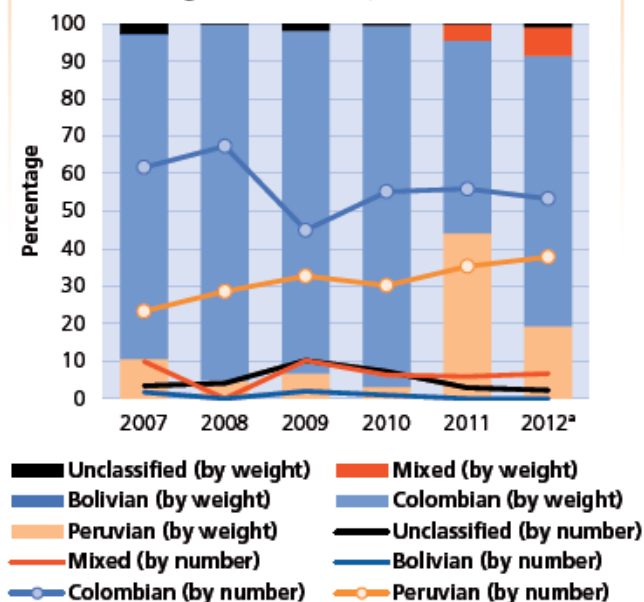 100
90
80
70
60
50
40
30
20
10
0
Percentage
2007 2008 2009 2010 2011 2012ª
Unclassified (by weight) Mixed (by weight)
Bolivian (by weight) Colombian (by weight)
Peruvian (by weight) Unclassified (by number)
Mixed (by number) Bolivian (by number)
Colombian (by number) Peruvian (by number)